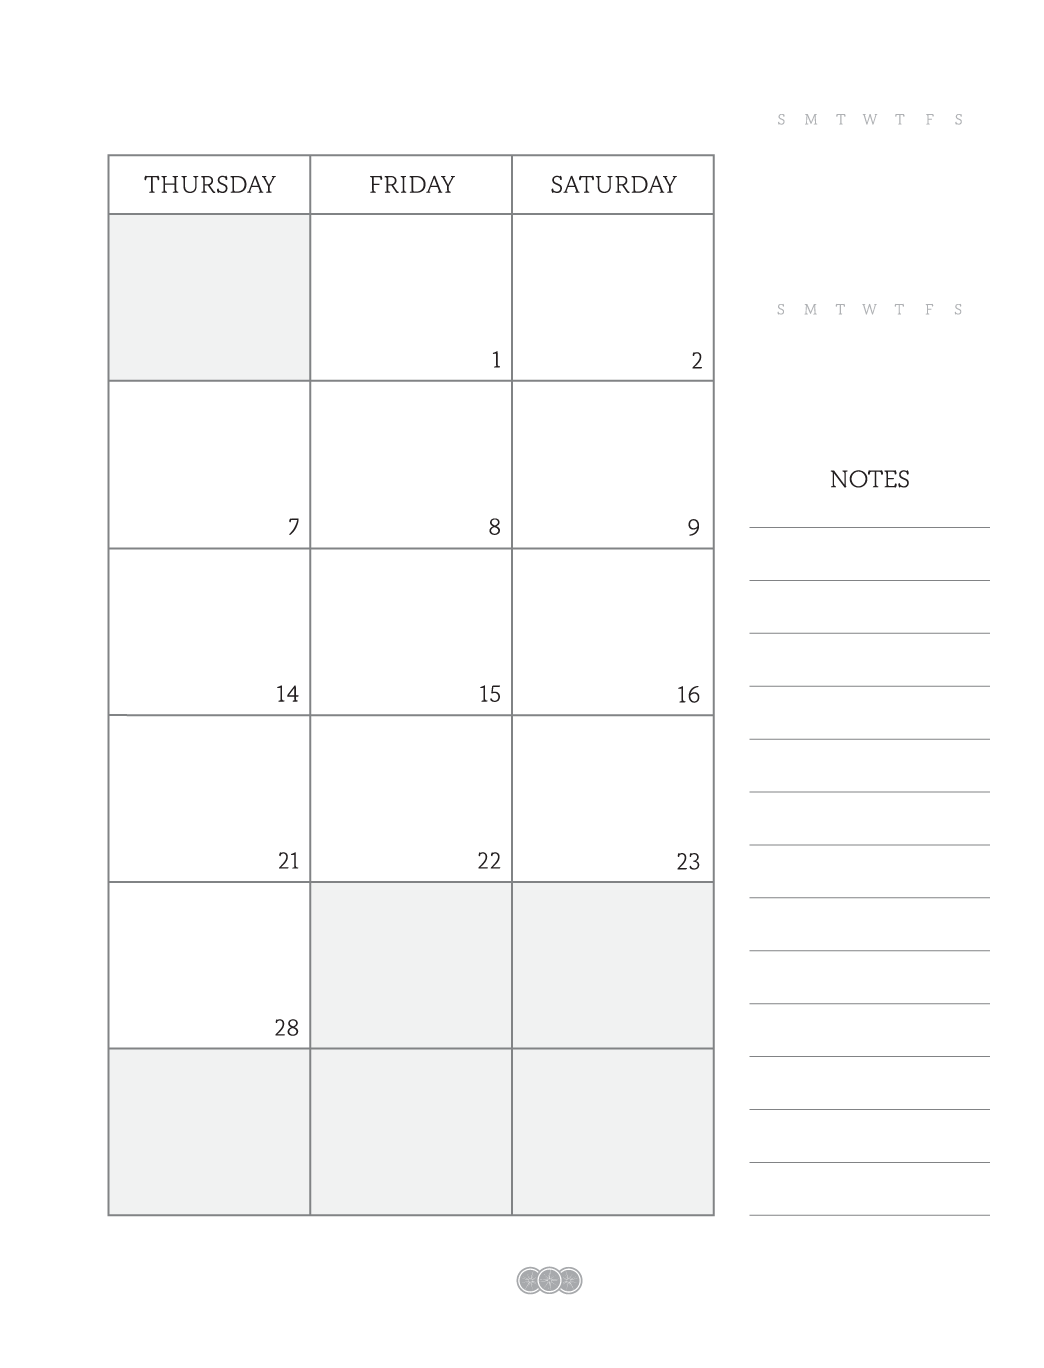 S M T W T F S
THURSDAY FRIDAY SATURDAY
S M T W T F S
1 2
NOTES
7 8 9
14 15 16
21 22 23
28